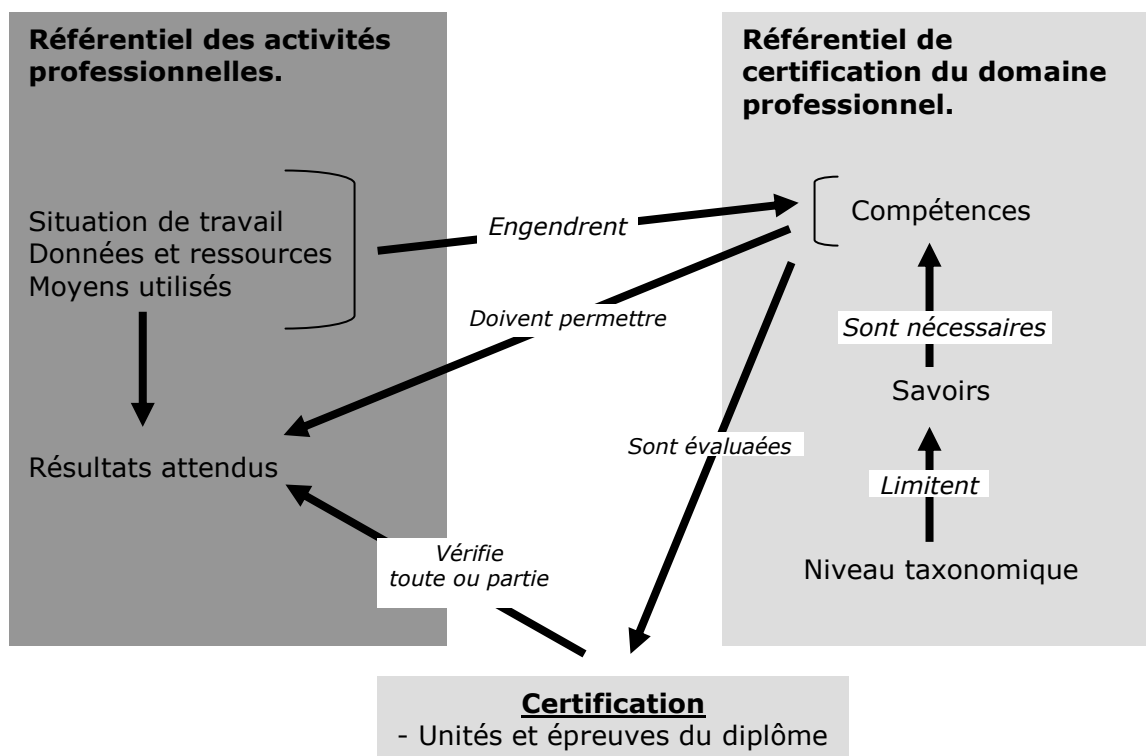 Référentiel des activités
professionnelles.
Situation de travail
Données et ressources
Moyens utilisés
Résultats attendus
Engendrent
Doivent permettre
Sont évaluaées
Vérifie
toute ou partie
Référentiel de
certification du domaine
professionnel.
Compétences
Sont nécessaires
Savoirs
Limitent
Niveau taxonomique
Certification
- Unités et épreuves du diplôme